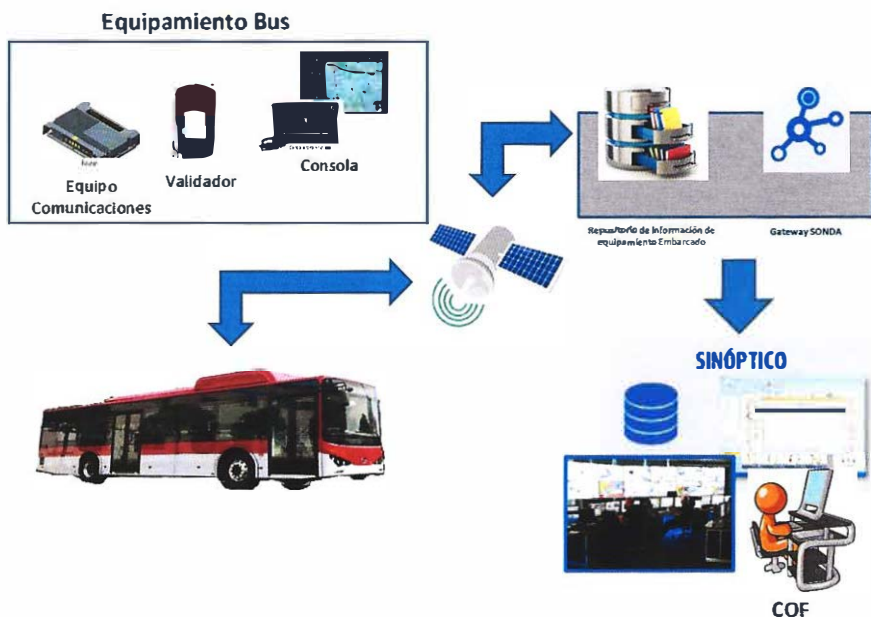 Equipamiento Bus
Equipo
Comunicaciones
Validador
Consola
Repositorio de Información de
equipamiento Embarcado
Gateway SONDA
SINÓPTICO
COF